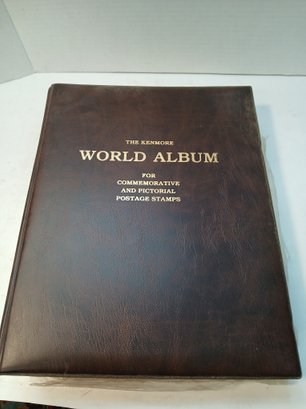 THE KENMORE
WORLD ALBUM
FOR
COMMEMORATIVE
AND PICTORIAL
POSTAGE STAMPS